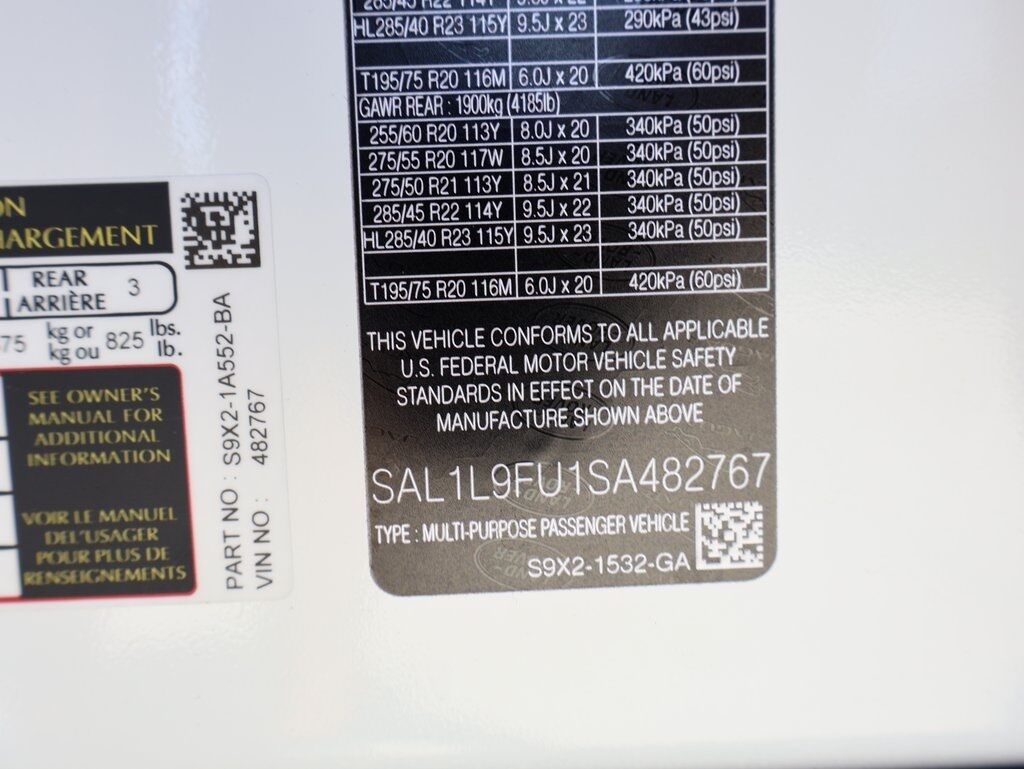 HL285/40 R23 115Y 9.5J x 23 290kPa (43psi)
T195/75 R20 116M 6.0J x 20 420kPa (60psi)
GAWR REAR : 1900kg (4185lb)
255/60 R20 113Y 8.0J x 20 340kPa (50psi)
275/55 R20 117W 8.5J x 20 340kPa (50psi)
275/50 R21 113Y 8.5J x 21 340kPa (50psi)
285/45 R22 114Y 9.5J x 22 340kPa (50psi)
HL285/40 R23 115Y 9.5J x 23 340kPa (50psi)
T195/75 R20 116M 6.0J x 20 420kPa (60psi)
THIS VEHICLE CONFORMS TO ALL APPLICABLE
U.S. FEDERAL MOTOR VEHICLE SAFETY
STANDARDS IN EFFECT ON THE DATE OF
MANUFACTURE SHOWN ABOVE
SAL1L9FU1SA482767
TYPE : MULTI-PURPOSE PASSENGER VEHICLE
S9X2-1532-GA
ON
HARGEMENT
REAR
ARRIÈRE 3
75 kg or 825 lbs.
kg ou lb.
SEE OWNER'S
MANUAL FOR
ADDITIONAL
INFORMATION
VOIR LE MANUEL
DEL'USAGER
POUR PLUS DE
RENSEIGNEMENTS
PART NO : S9X2-1A552-BA
VIN NO : 482767